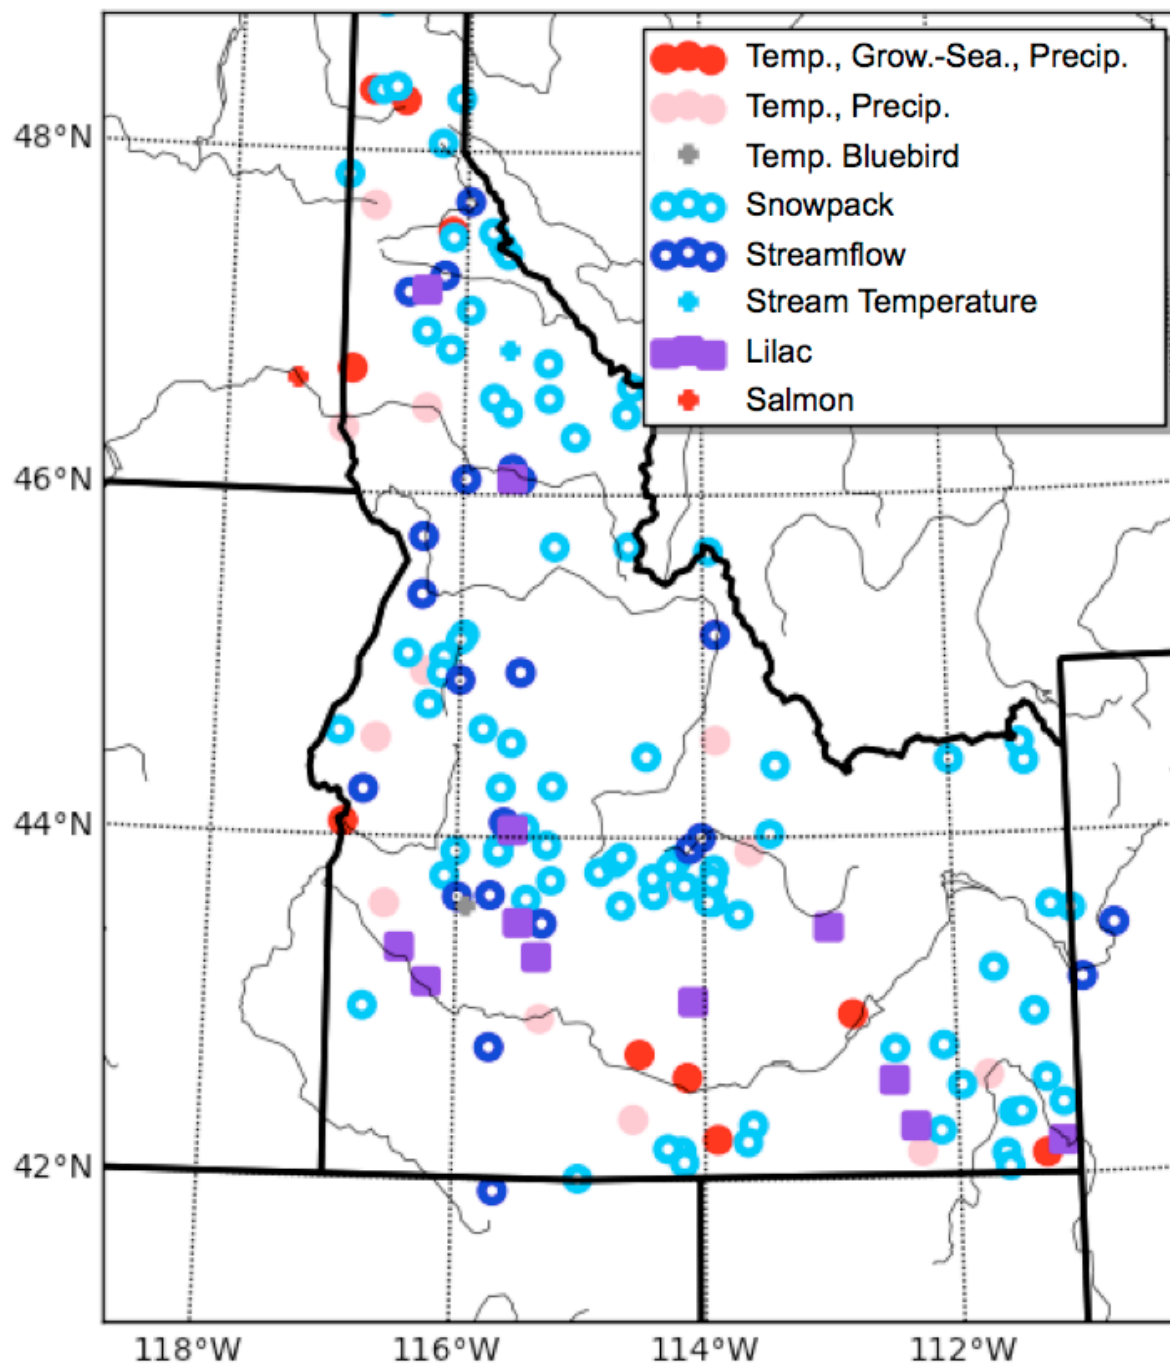 Temp., Grow.-Sea., Precip.
Temp., Precip.
Temp. Bluebird
Snowpack
Streamflow
Stream Temperature
Lilac
Salmon
48°N
46°N
44°N
42°N
118°W 116°W 114°W 112°W